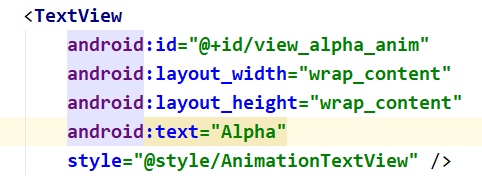 <TextView
android:id="@+id/view_alpha_anim"
android:layout_width="wrap_content"
android:layout_height="wrap_content"
android:text="Alpha"
style="@style/AnimationTextView" />